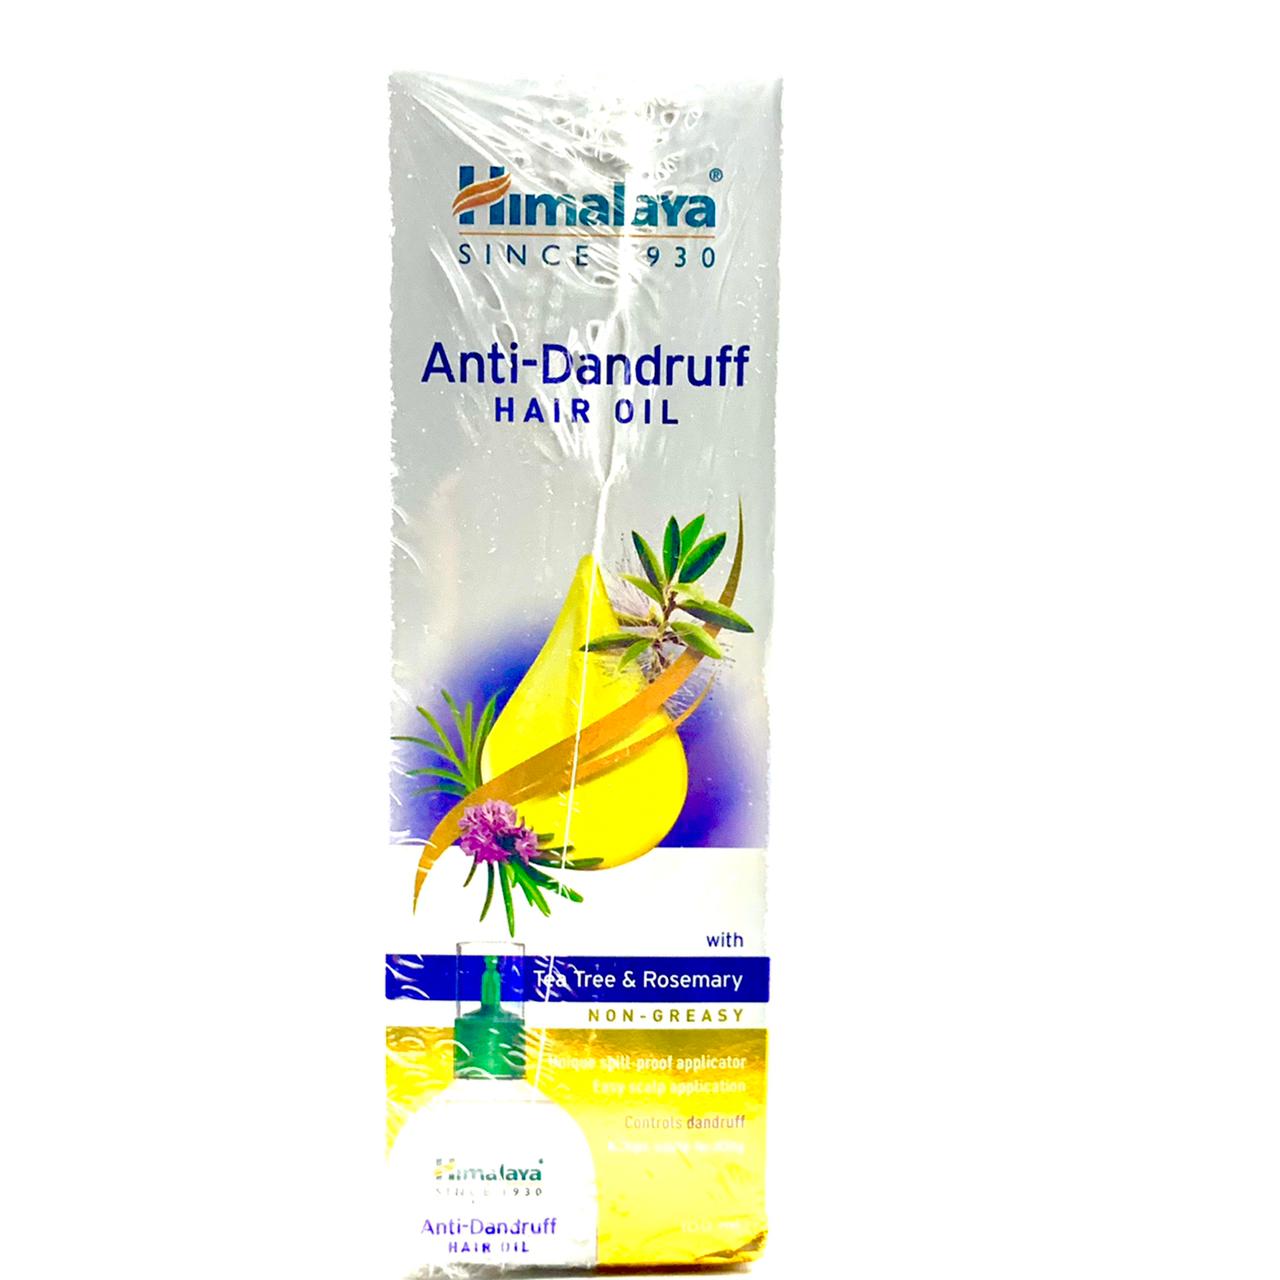 Himalaya®
SINCE 1930
Anti-Dandruff
HAIR OIL
with
Tea Tree & Rosemary
NON-GREASY
Unique spill-proof applicator
Easy scalp application
Controls dandruff
Himalaya
SINCE 1930
Anti-Dandruff
HAIR OIL